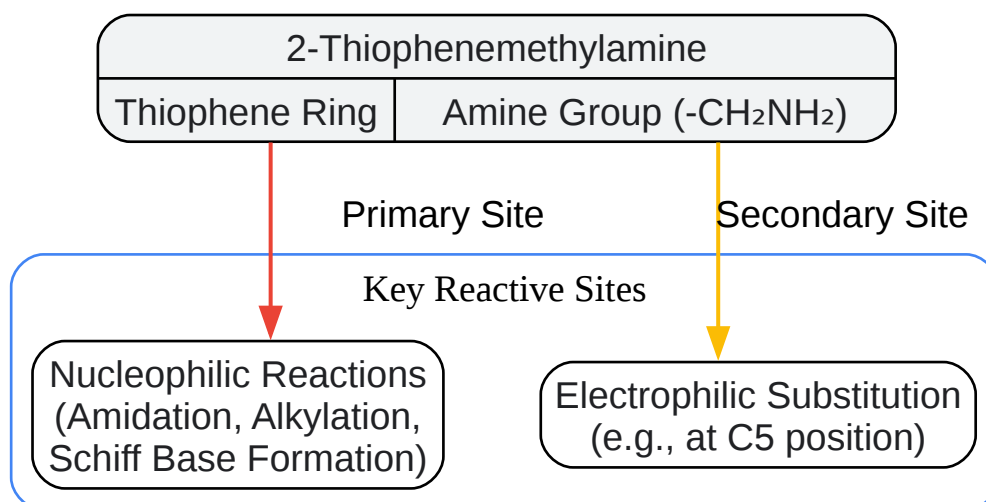 2-Thiophenemethylamine
Thiophene Ring
Amine Group (-CH₂NH₂)
Primary Site
Secondary Site
Key Reactive Sites
Nucleophilic Reactions
(Amidation, Alkylation,
Schiff Base Formation)
Electrophilic Substitution
(e.g., at C5 position)